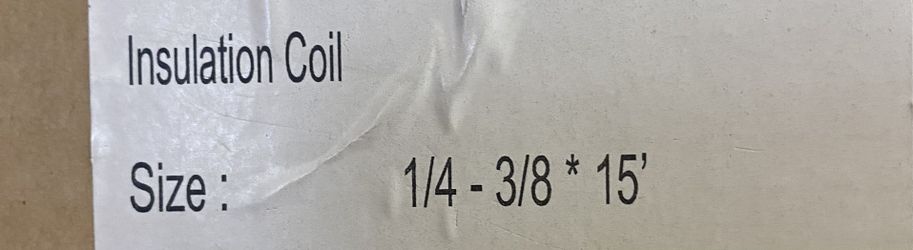 Insulation Coil
Size : 1/4 - 3/8 * 15'